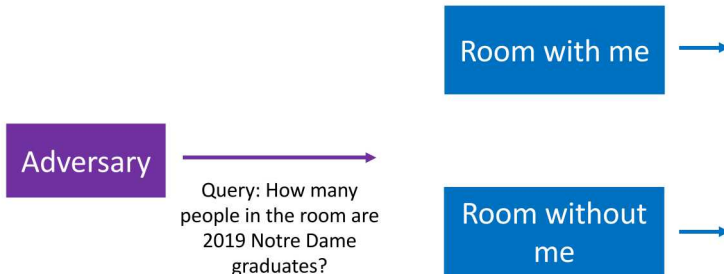 Room with me
Adversary
Query: How many
people in the room are
2019 Notre Dame
graduates?
Room without
me